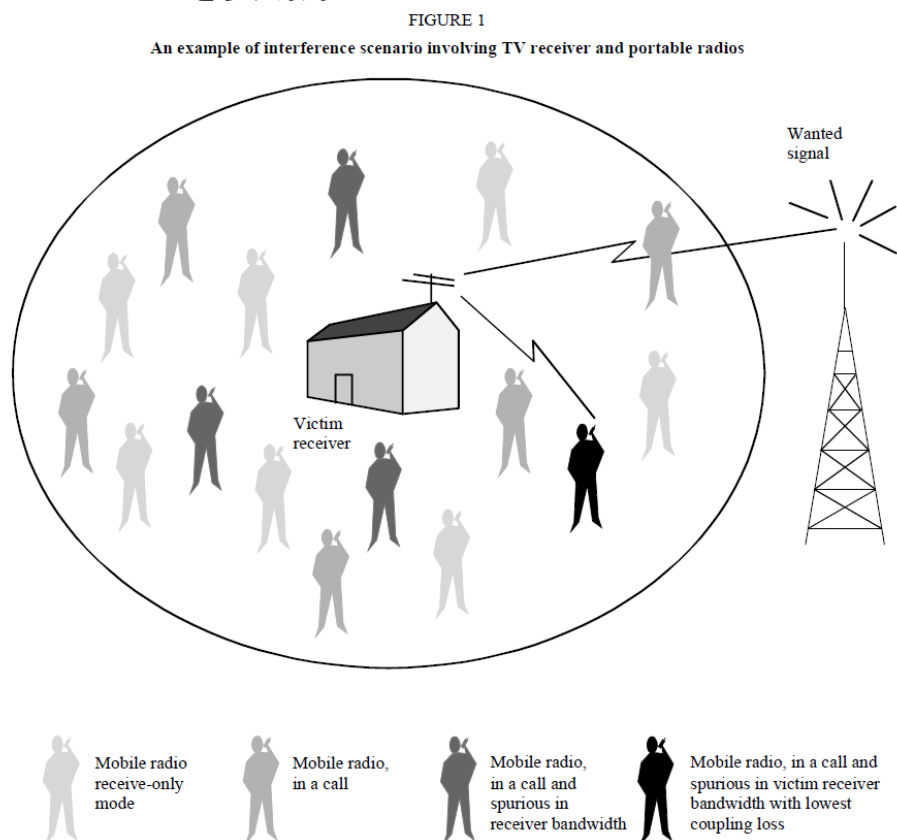 FIGURE 1
An example of interference scenario involving TV receiver and portable radios
Wanted
signal
Victim
receiver
Mobile radio
receive-only
mode
Mobile radio,
in a call
Mobile radio,
in a call and
spurious in
receiver bandwidth
Mobile radio, in a call and
spurious in victim receiver
bandwidth with lowest
coupling loss